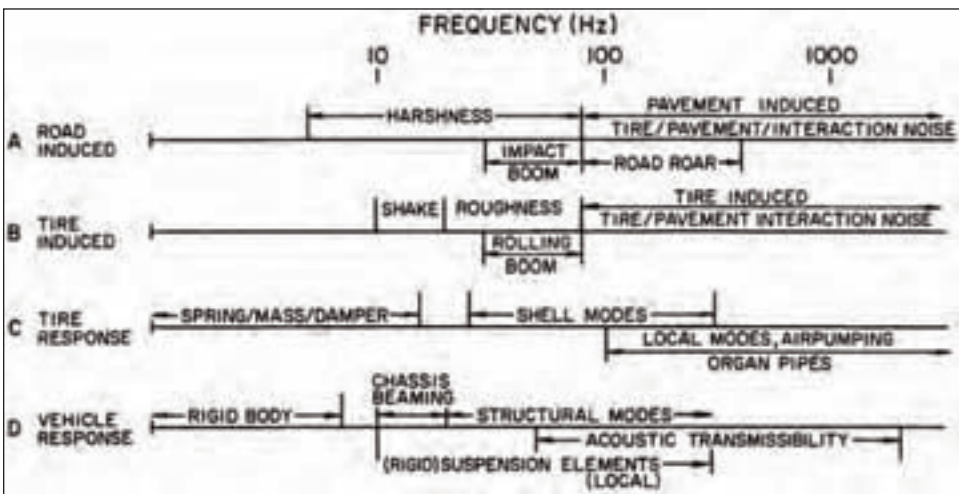 FREQUENCY (Hz)
10 100 1000
HARSHNESS PAVEMENT INDUCED
A ROAD INDUCED TIRE/PAVEMENT/INTERACTION NOISE
IMPACT BOOM ROAD ROAR
SHAKE ROUGHNESS TIRE INDUCED
B TIRE INDUCED TIRE/PAVEMENT INTERACTION NOISE
ROLLING BOOM
C TIRE RESPONSE SPRING/MASS/DAMPER SHELL MODES
LOCAL MODES, AIRPUMPING
ORGAN PIPES
CHASSIS BEAMING
D VEHICLE RESPONSE RIGID BODY STRUCTURAL MODES
ACOUSTIC TRANSMISSIBILITY
(RIGID) SUSPENSION ELEMENTS
(LOCAL)